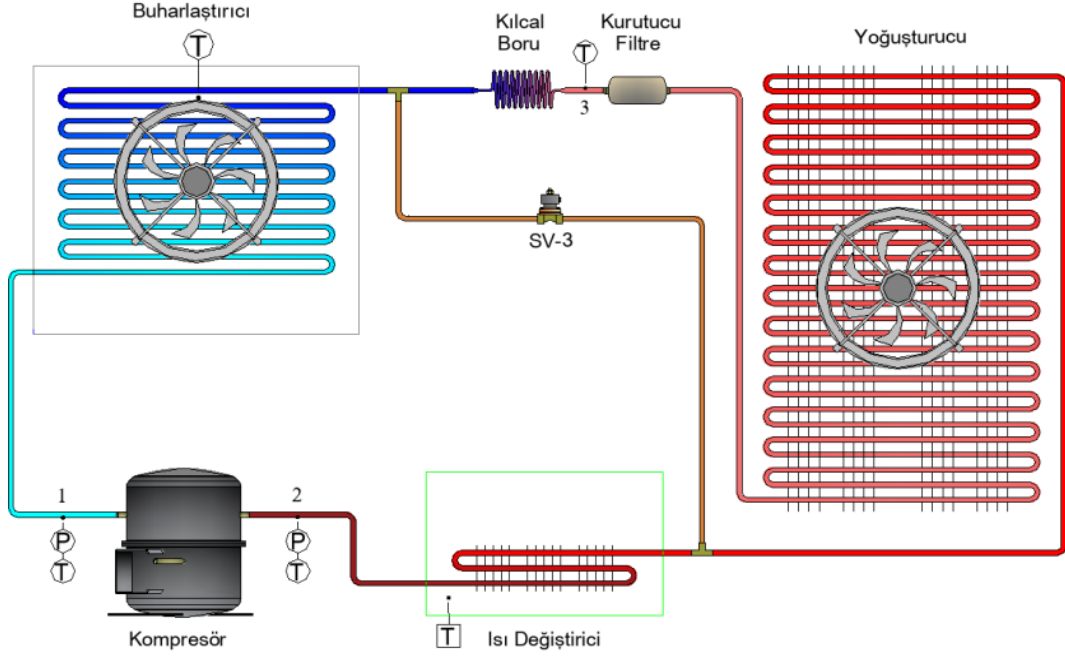 Buharlaştırıcı
T
Kılcal
Boru
Kurutucu
Filtre
T
3
Yoğuşturucu
SV-3
1
P
T
2
P
T
Kompresör
T
Isı Değiştirici